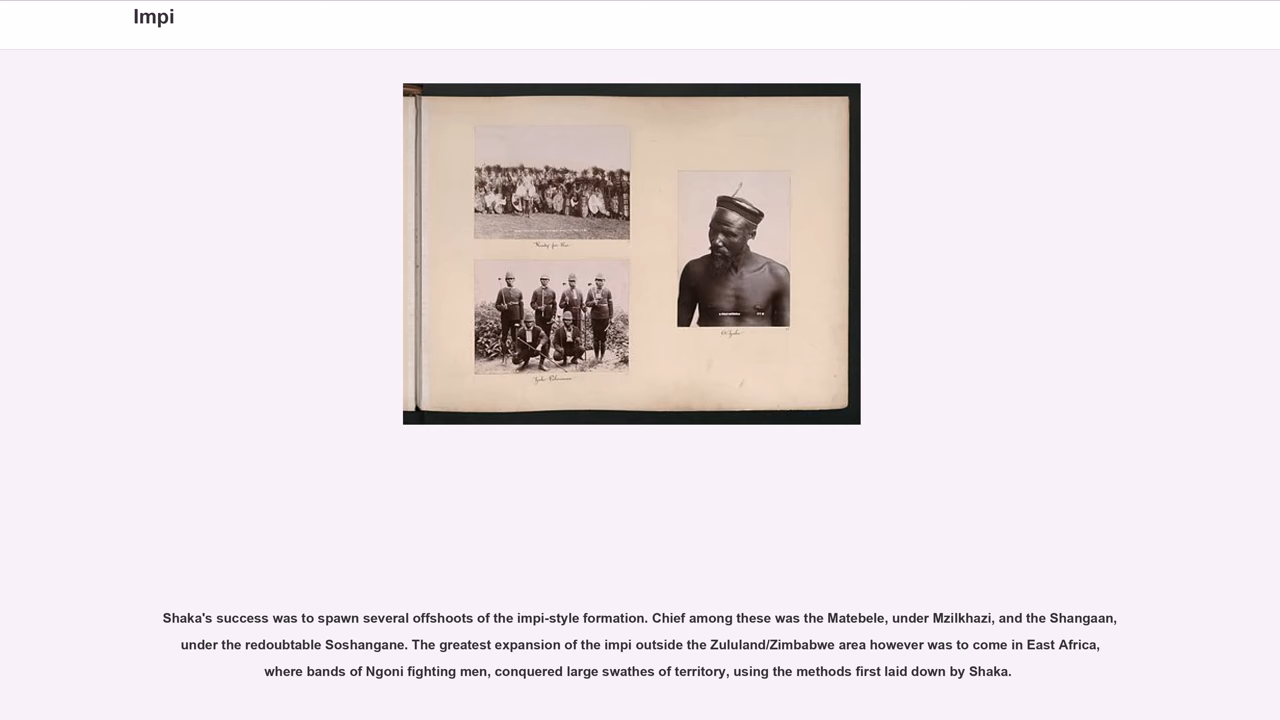 Impi
Shaka's success was to spawn several offshoots of the impi-style formation. Chief among these was the Matebele, under Mzilkhazi, and the Shangaan,
under the redoubtable Soshangane. The greatest expansion of the impi outside the Zululand/Zimbabwe area however was to come in East Africa,
where bands of Ngoni fighting men, conquered large swathes of territory, using the methods first laid down by Shaka.